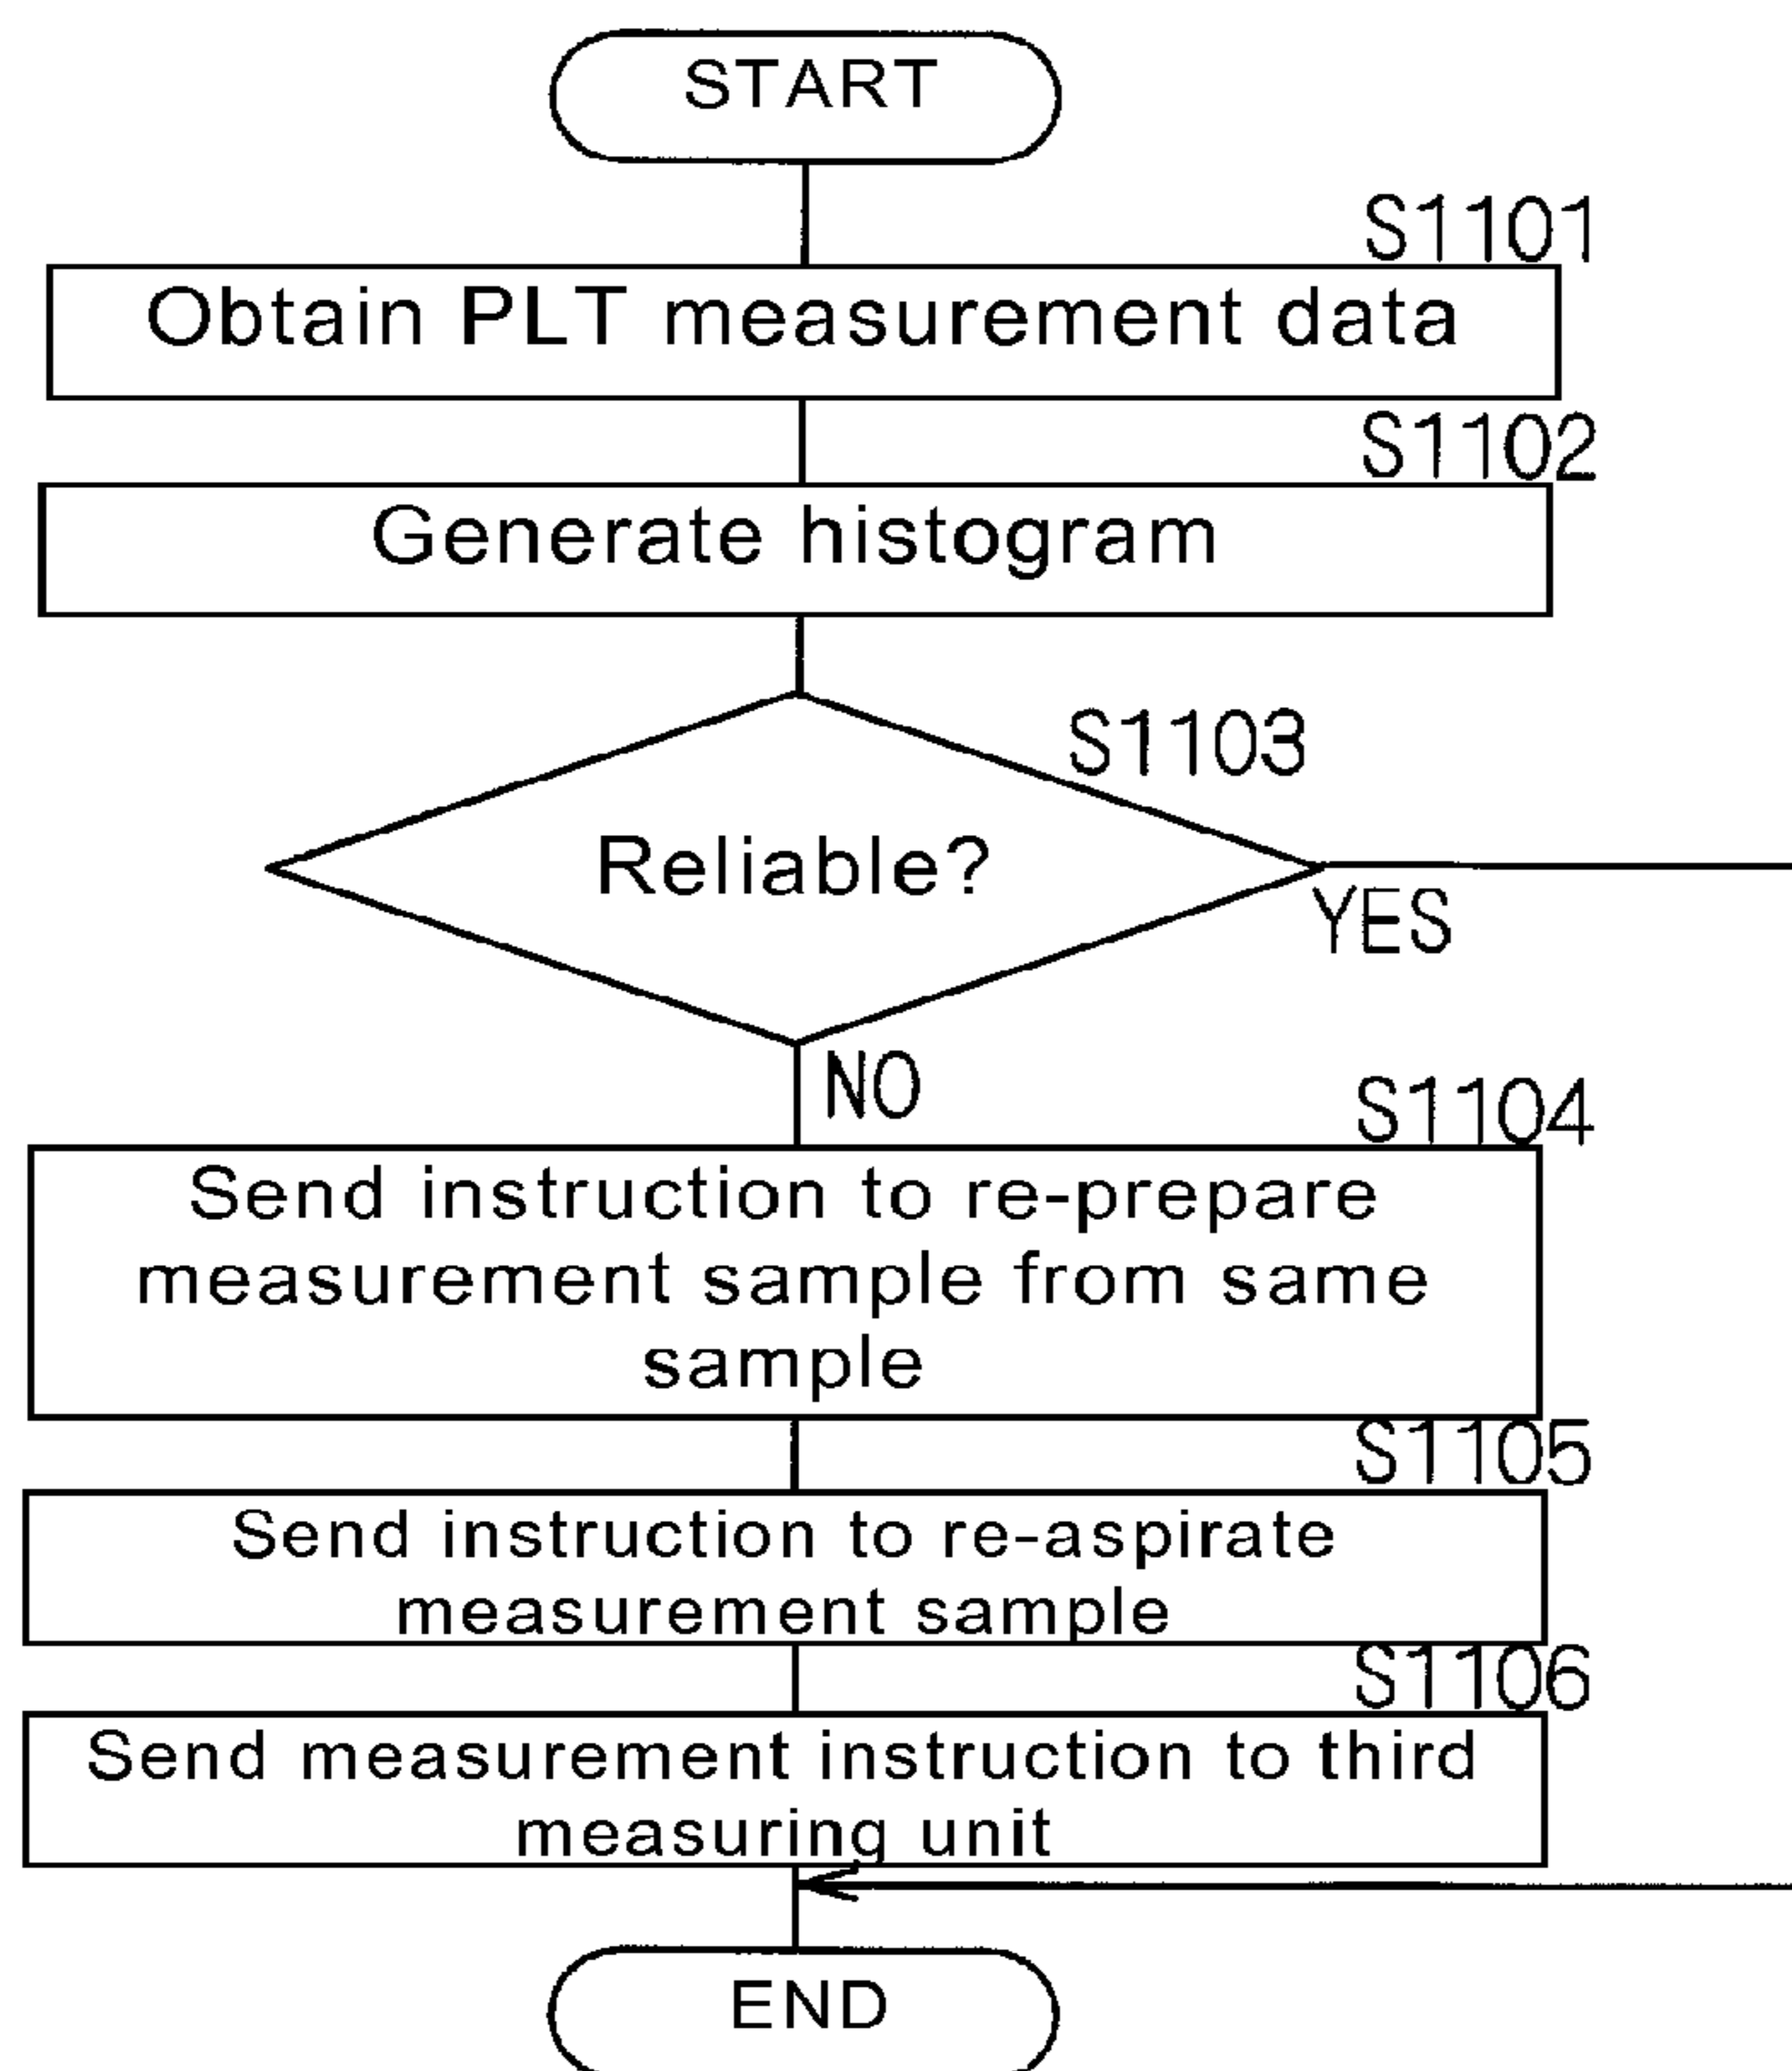 START
S1101
Obtain PLT measurement data
S1102
Generate histogram
S1103
Reliable?
YES
NO
S1104
Send instruction to re-prepare
measurement sample from same
sample
S1105
Send instruction to re-aspirate
measurement sample
S1106
Send measurement instruction to third
measuring unit
END